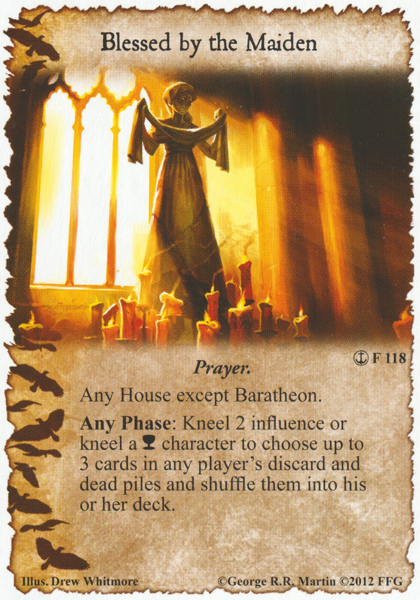 Blessed by the Maiden
F 118
Prayer.
Any House except Baratheon.
Any Phase: Kneel 2 influence or
kneel a character to choose up to
3 cards in any player's discard and
dead piles and shuffle them into his
or her deck.
Illus. Drew Whitmore ©George R.R. Martin ©2012 FFG